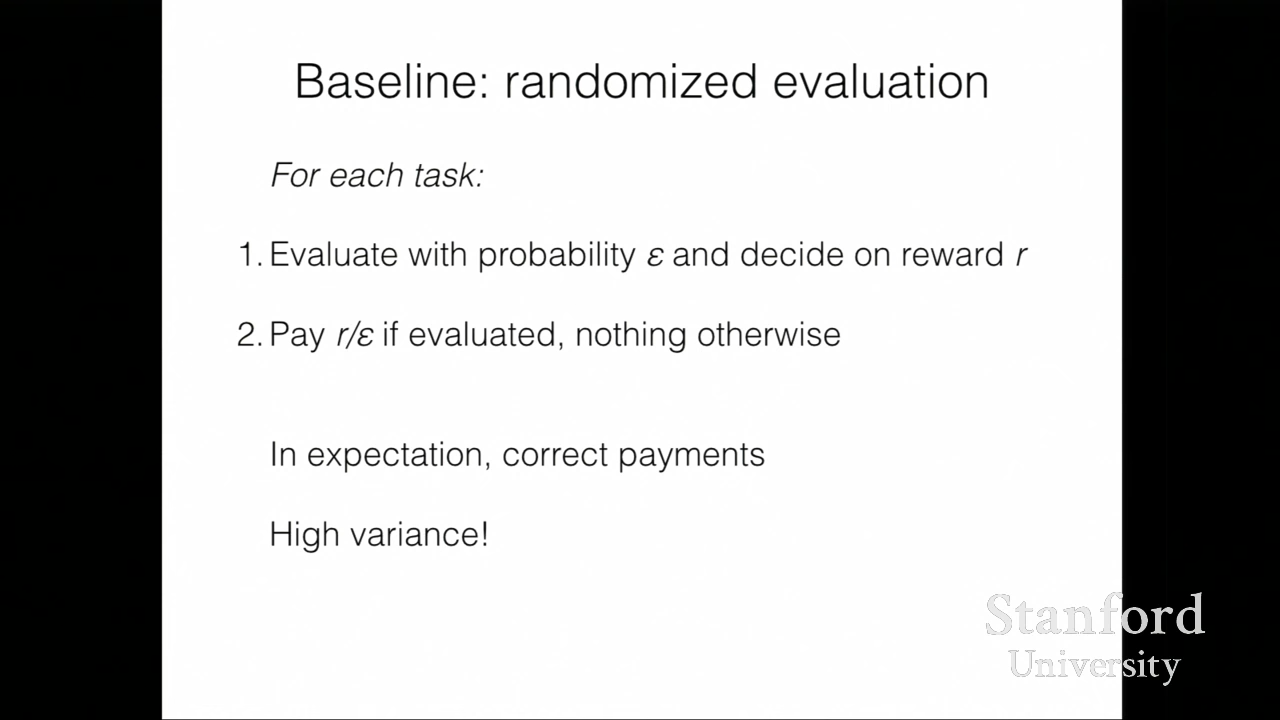 Baseline: randomized evaluation
For each task:
1. Evaluate with probability ε and decide on reward r
2. Pay r/ε if evaluated, nothing otherwise
In expectation, correct payments
High variance!
Stanford
University